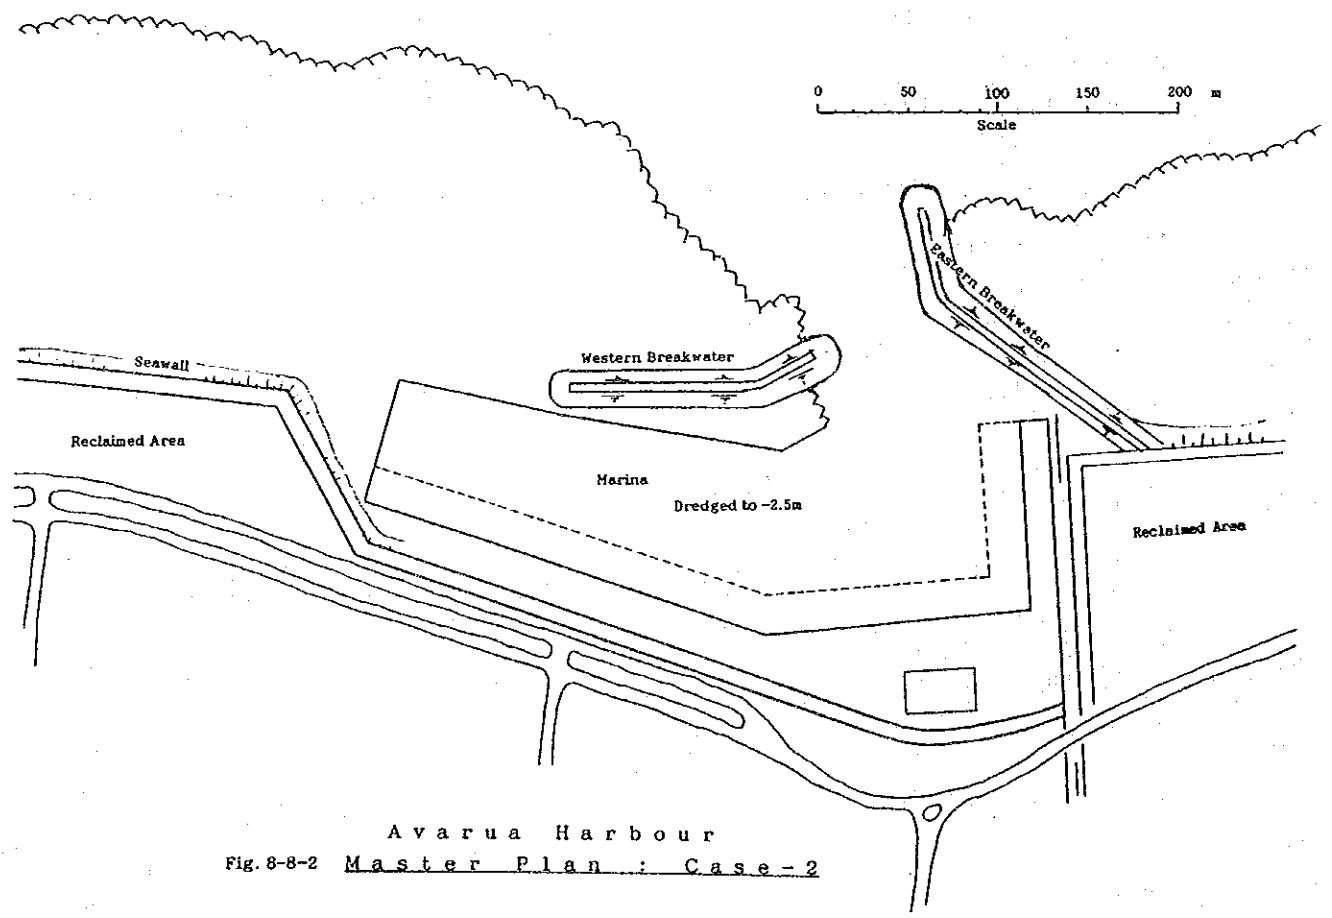 0 50 100 150 200 m
Scale
Eastern Breakwater
Western Breakwater
Seawall
Reclaimed Area
Marina
Dredged to -2.5m
Reclaimed Area
Avarua Harbour
Fig. 8-8-2 Master Plan : Case-2